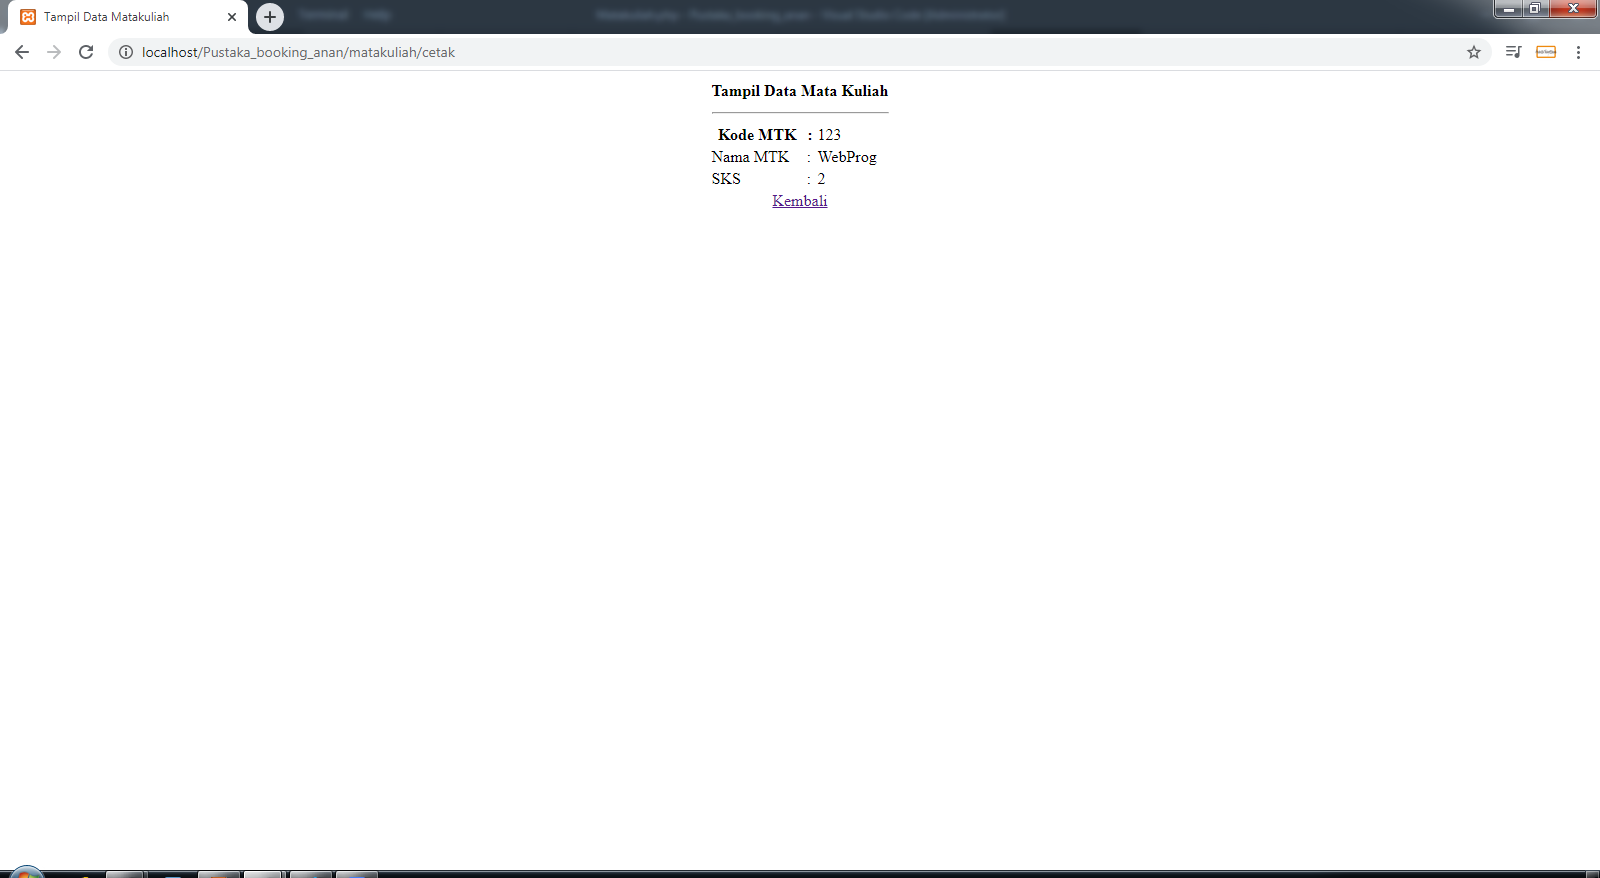 Tampil Data Matakuliah
localhost/Pustaka_booking_anan/matakuliah/cetak
Tampil Data Mata Kuliah
Kode MTK : 123
Nama MTK : WebProg
SKS : 2
Kembali